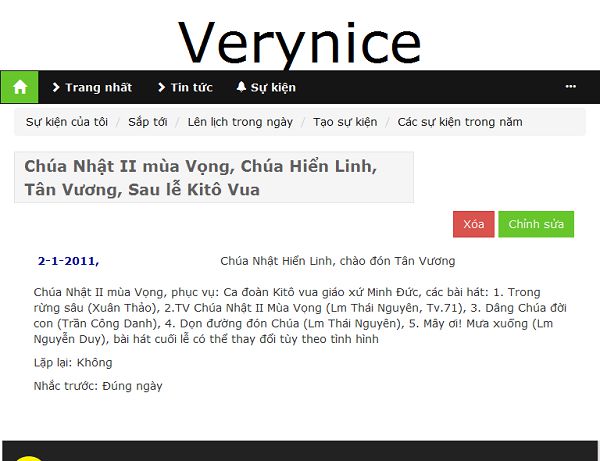 Verynice
Trang nhất Tin tức Sự kiện ...
Sự kiện của tôi / Sắp tới / Lên lịch trong ngày / Tạo sự kiện / Các sự kiện trong năm
Chúa Nhật II mùa Vọng, Chúa Hiển Linh,
Tân Vương, Sau lễ Kitô Vua
Xóa Chỉnh sửa
2-1-2011, Chúa Nhật Hiển Linh, chào đón Tân Vương
Chúa Nhật II mùa Vọng, phục vụ: Ca đoàn Kitô vua giáo xứ Minh Đức, các bài hát: 1. Trong
rừng sâu (Xuân Thảo), 2.TV Chúa Nhật II Mùa Vọng (Lm Thái Nguyên, Tv.71), 3. Dâng Chúa đời
con (Trần Công Danh), 4. Dọn đường đón Chúa (Lm Thái Nguyên), 5. Mây ơi! Mưa xuống (Lm
Nguyễn Duy), bài hát cuối lễ có thể thay đổi tùy theo tình hình
Lặp lại: Không
Nhắc trước: Đúng ngày